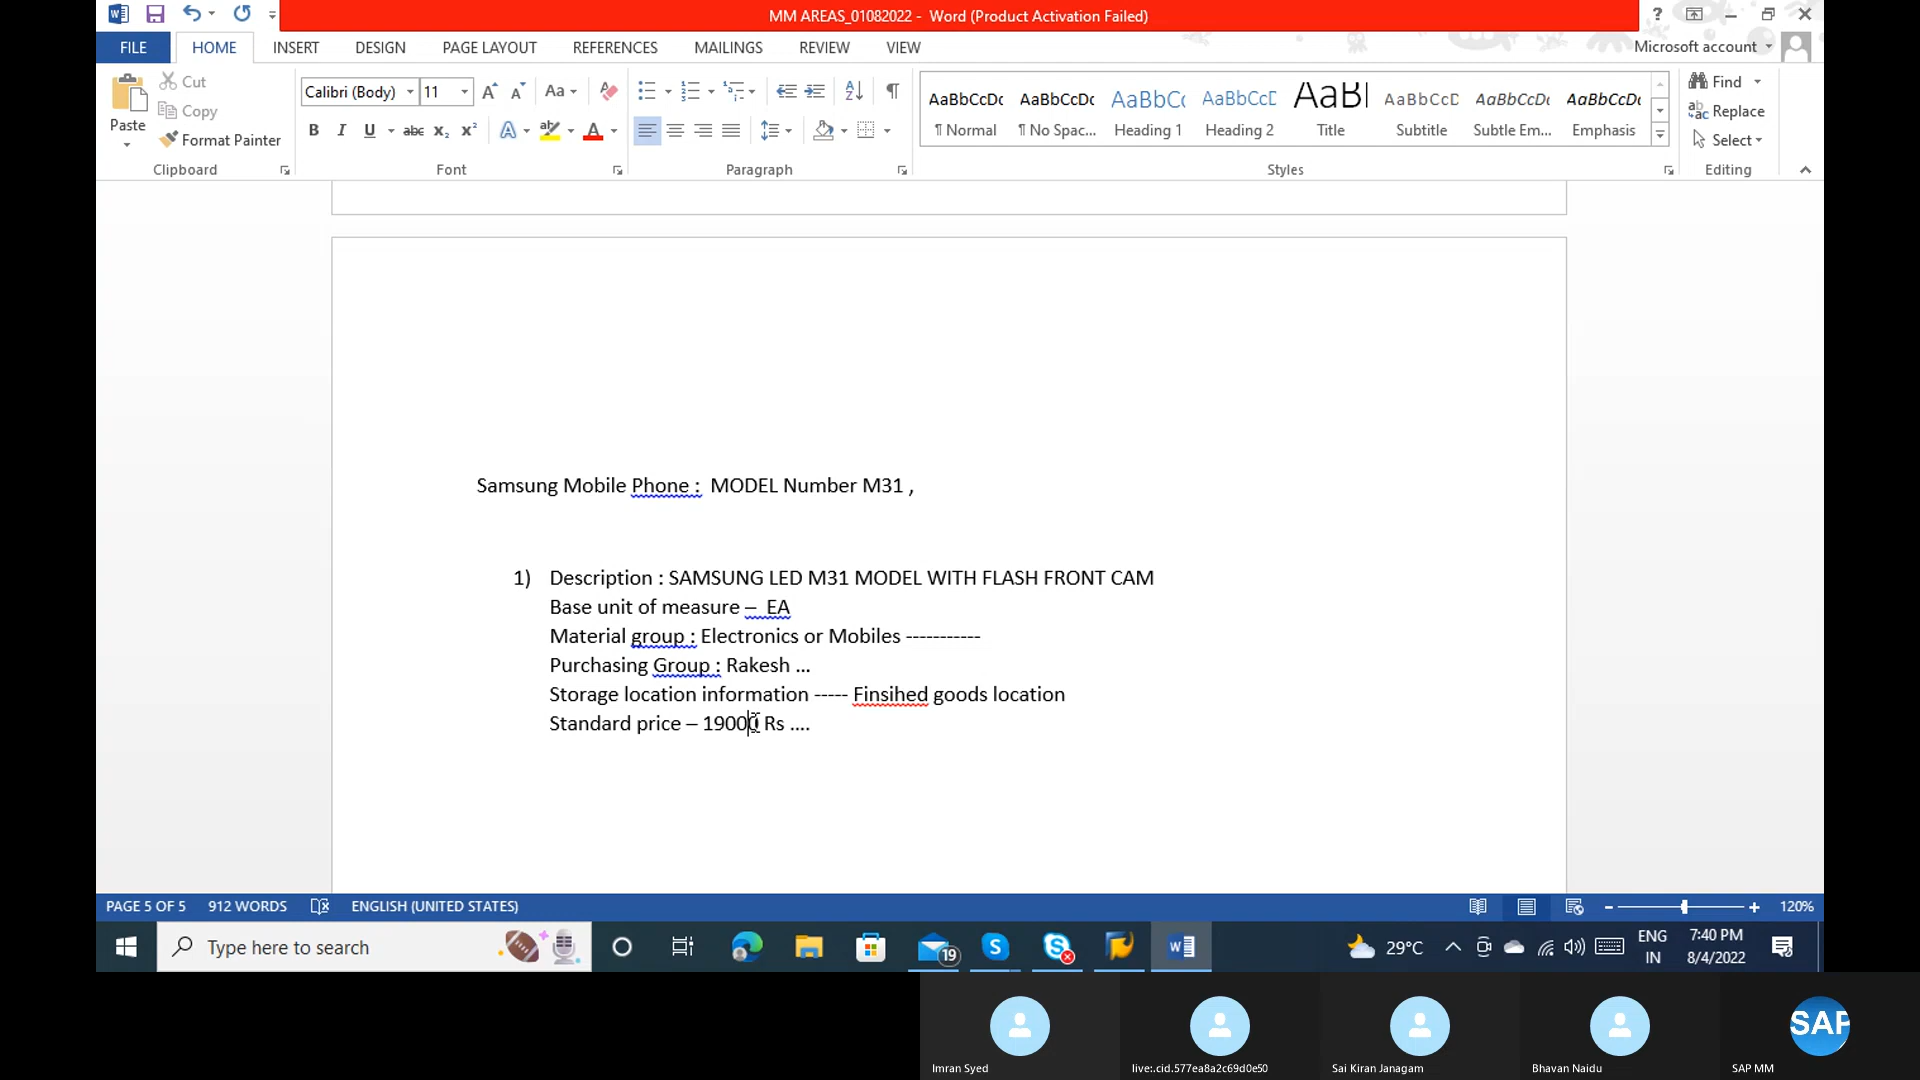 MM AREAS_01082022 - Word (Product Activation Failed)
?
FILE HOME INSERT DESIGN PAGE LAYOUT REFERENCES MAILINGS REVIEW VIEW Microsoft account
Paste
Cut
Copy
Format Painter
Clipboard
Calibri (Body) 11
Font
Paragraph
AaBbCcDc AaBbCcDc AaBbC AaBbCcD AaB AaBbCcD AaBbCcDc AaBbCcDc
¶ Normal ¶ No Spac... Heading 1 Heading 2 Title Subtitle Subtle Em... Emphasis
Styles
Find
Replace
Select
Editing
Samsung Mobile Phone : MODEL Number M31 ,
1) Description : SAMSUNG LED M31 MODEL WITH FLASH FRONT CAM
Base unit of measure – EA
Material group : Electronics or Mobiles -----------
Purchasing Group : Rakesh ...
Storage location information ----- Finsihed goods location
Standard price – 19000 Rs ....
PAGE 5 OF 5 912 WORDS ENGLISH (UNITED STATES) 120%
Type here to search
19
29°C
ENG
IN
7:40 PM
8/4/2022
SAP
Imran Syed live:.cid.577ea8a2c69d0e50 Sai Kiran Janagam Bhavan Naidu SAP MM